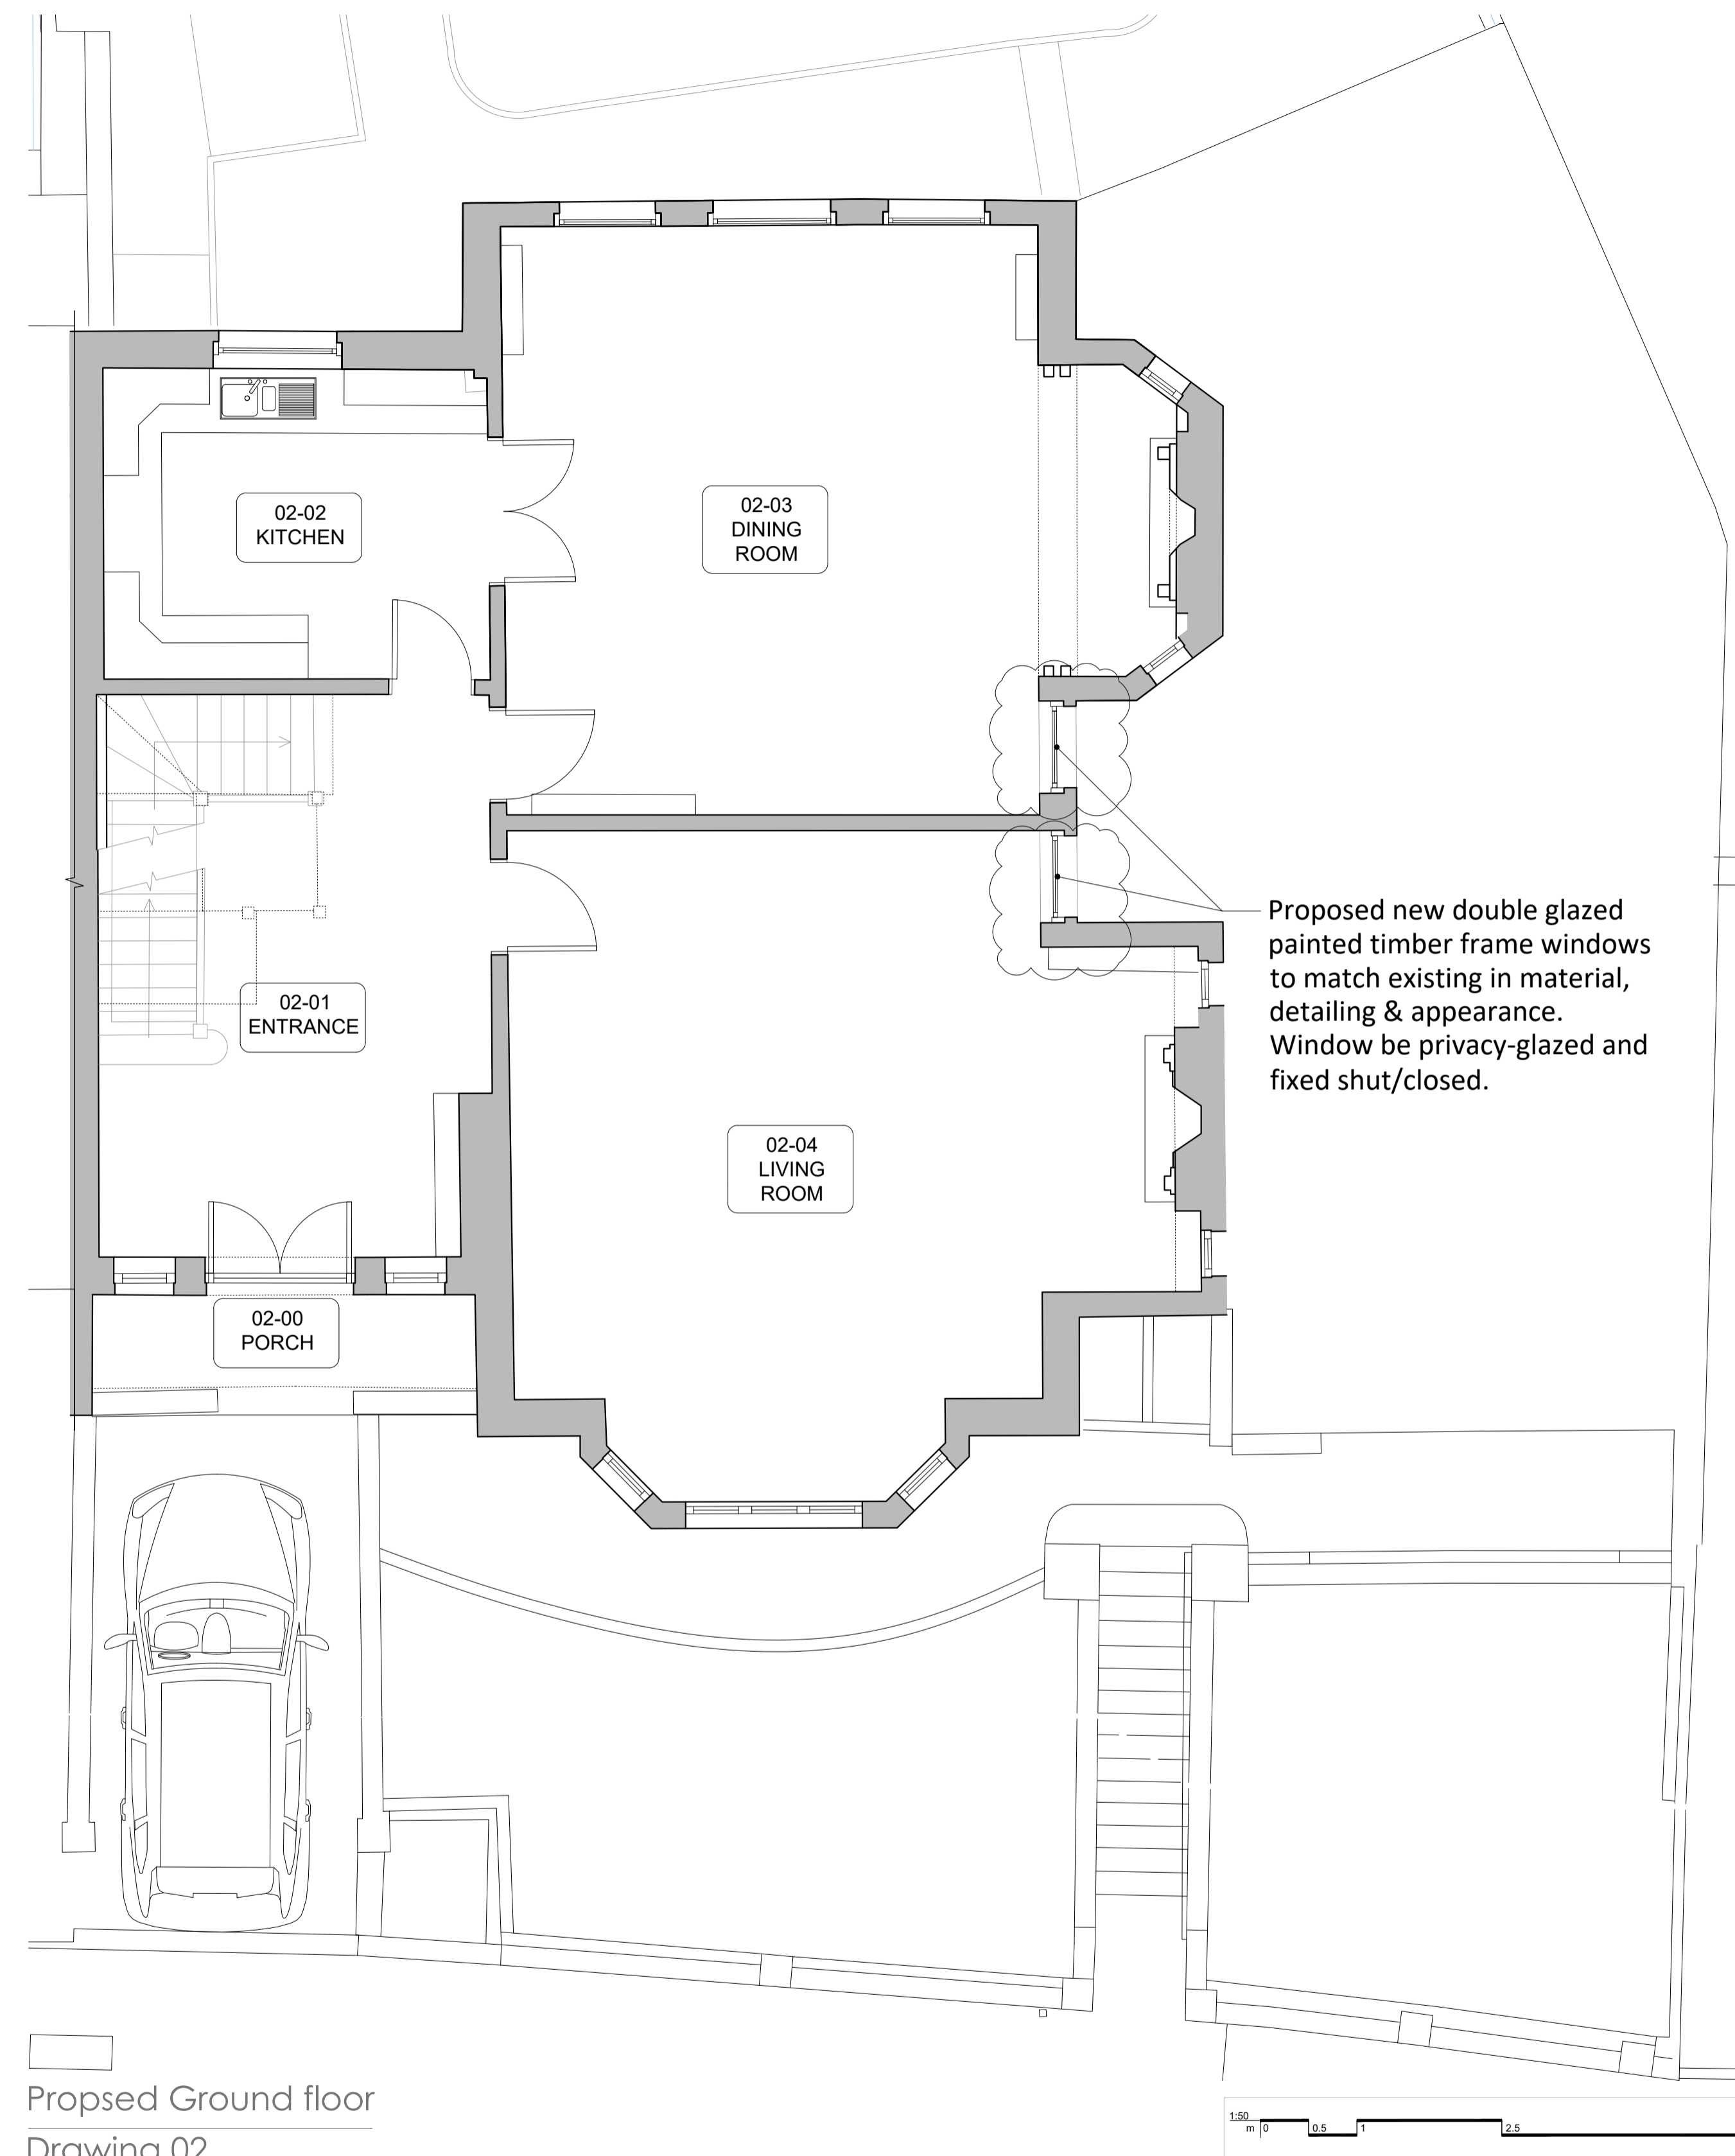 02-02
KITCHEN
02-03
DINING
ROOM
Proposed new double glazed
painted timber frame windows
to match existing in material,
detailing & appearance.
Window be privacy-glazed and
fixed shut/closed.
02-01
ENTRANCE
02-04
LIVING
ROOM
02-00
PORCH
Propsed Ground floor
Drawing 02
1:50
m 0 0.5 1 2.5